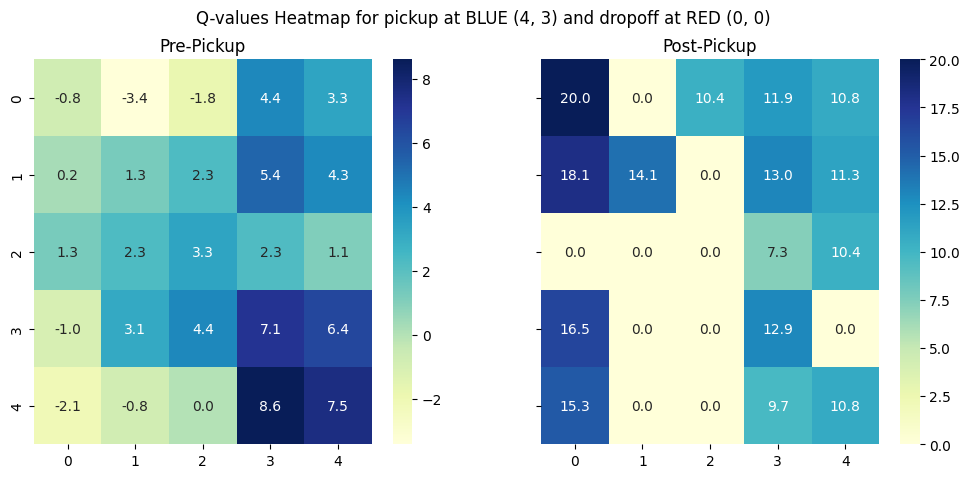 Q-values Heatmap for pickup at BLUE (4, 3) and dropoff at RED (0, 0)
Pre-Pickup
0 -0.8 -3.4 -1.8 4.4 3.3
1 0.2 1.3 2.3 5.4 4.3
2 1.3 2.3 3.3 2.3 1.1
3 -1.0 3.1 4.4 7.1 6.4
4 -2.1 -0.8 0.0 8.6 7.5
0 1 2 3 4
8
6
4
2
0
−2
Post-Pickup
20.0 0.0 10.4 11.9 10.8
18.1 14.1 0.0 13.0 11.3
0.0 0.0 0.0 7.3 10.4
16.5 0.0 0.0 12.9 0.0
15.3 0.0 0.0 9.7 10.8
0 1 2 3 4
20.0
17.5
15.0
12.5
10.0
7.5
5.0
2.5
0.0